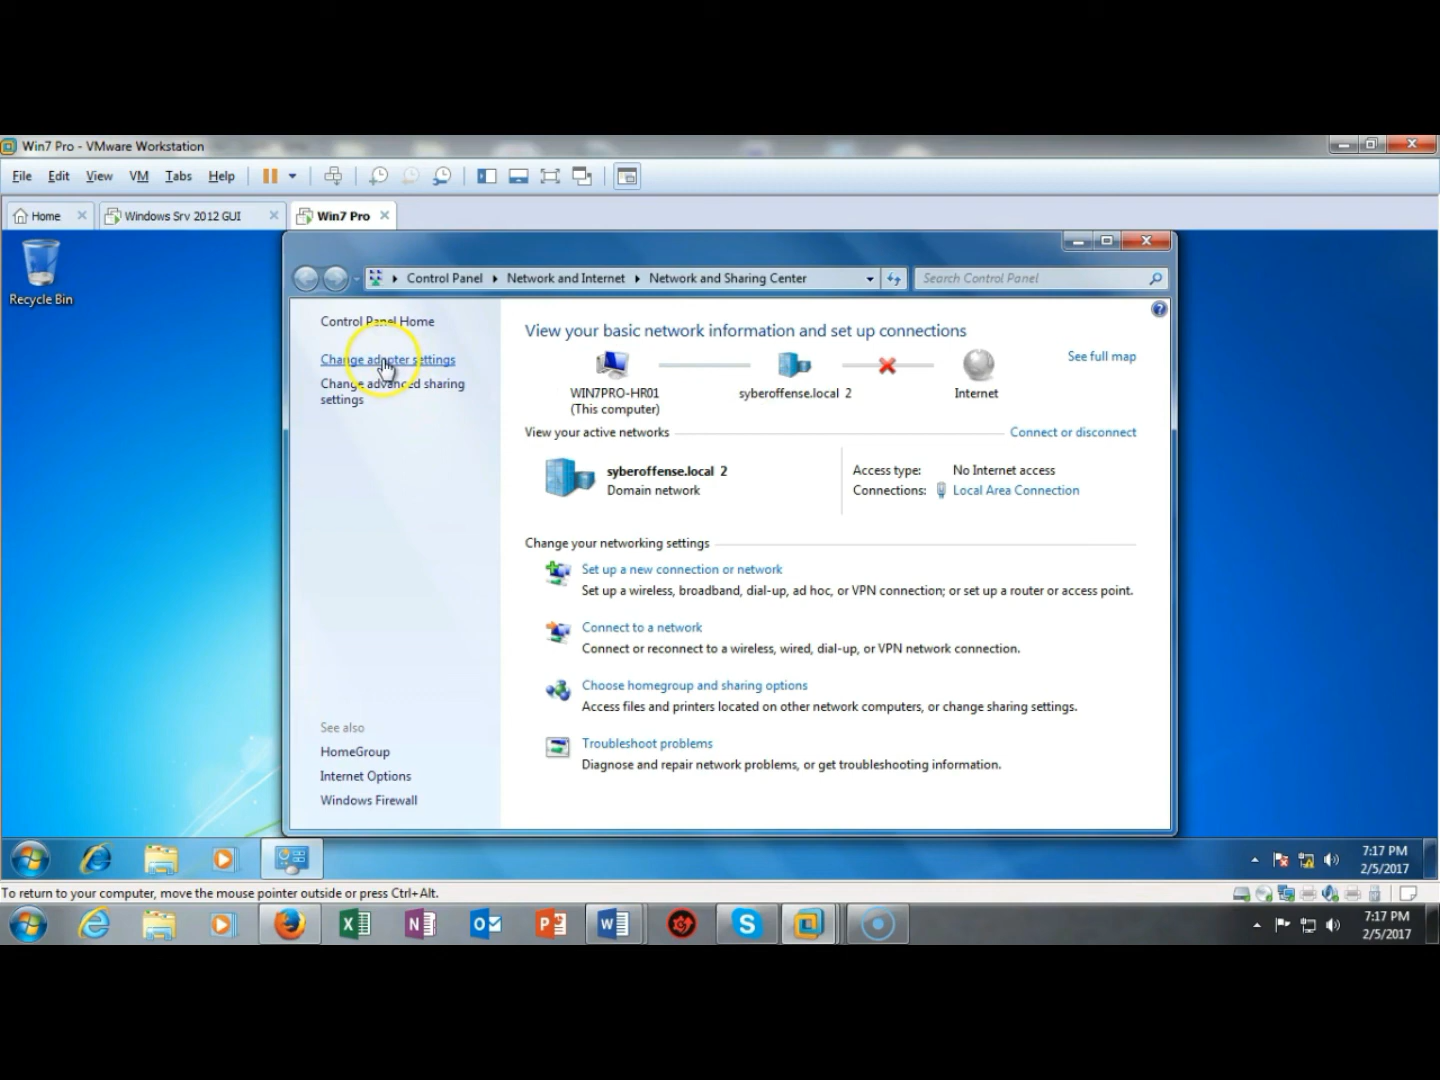 Win7 Pro - VMware Workstation
File Edit View VM Tabs Help
Home Windows Srv 2012 GUI Win7 Pro
Recycle Bin
Control Panel Network and Internet Network and Sharing Center Search Control Panel
Control Panel Home
Change adapter settings
Change advanced sharing
settings
View your basic network information and set up connections
See full map
WIN7PRO-HR01
(This computer)
syberoffense.local 2
Internet
View your active networks
Connect or disconnect
syberoffense.local 2
Domain network
Access type: No Internet access
Connections: Local Area Connection
Change your networking settings
Set up a new connection or network
Set up a wireless, broadband, dial-up, ad hoc, or VPN connection; or set up a router or access point.
Connect to a network
Connect or reconnect to a wireless, wired, dial-up, or VPN network connection.
Choose homegroup and sharing options
Access files and printers located on other network computers, or change sharing settings.
Troubleshoot problems
Diagnose and repair network problems, or get troubleshooting information.
See also
HomeGroup
Internet Options
Windows Firewall
7:17 PM
2/5/2017
To return to your computer, move the mouse pointer outside or press Ctrl+Alt.
7:17 PM
2/5/2017